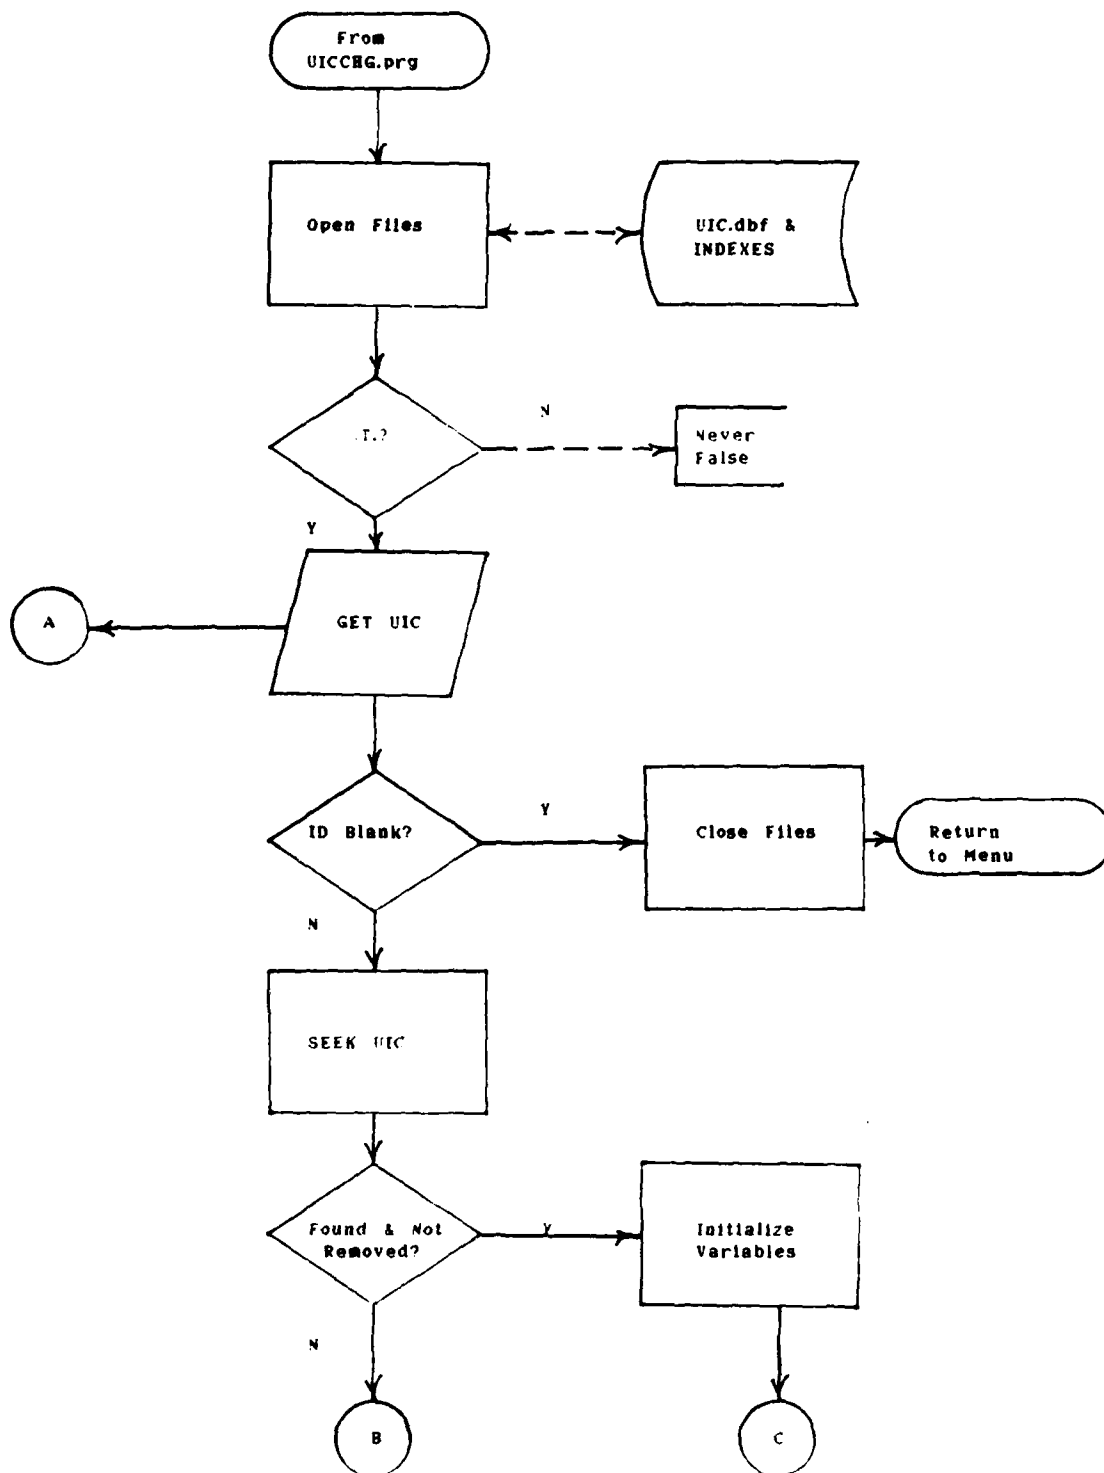 From
UICCHG.prg
Open Files
UIC.dbf &
INDEXES
.T.?
N
Never
False
Y
A
GET UIC
ID Blank?
Y
Close Files
Return
to Menu
N
SEEK UIC
Found & Not
Removed?
Y
Initialize
Variables
N
B
C